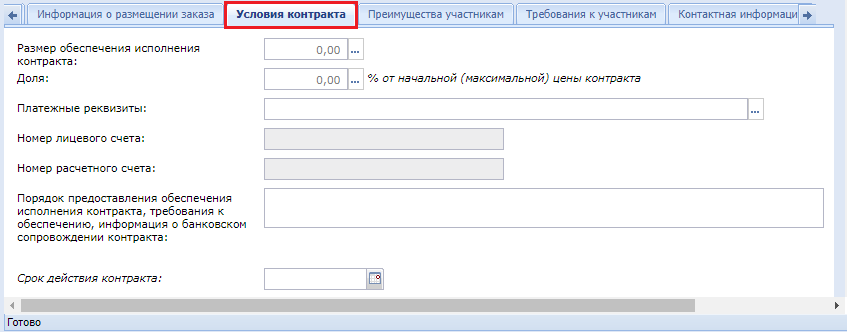 Информация о размещении заказа Условия контракта Преимущества участникам Требования к участникам Контактная информаци
Размер обеспечения исполнения
контракта: 0,00 ...
Доля: 0,00 ... % от начальной (максимальной) цены контракта
Платежные реквизиты: ...
Номер лицевого счета:
Номер расчетного счета:
Порядок предоставления обеспечения
исполнения контракта, требования к
обеспечению, информация о банковском
сопровождении контракта:
Срок действия контракта:
Готово